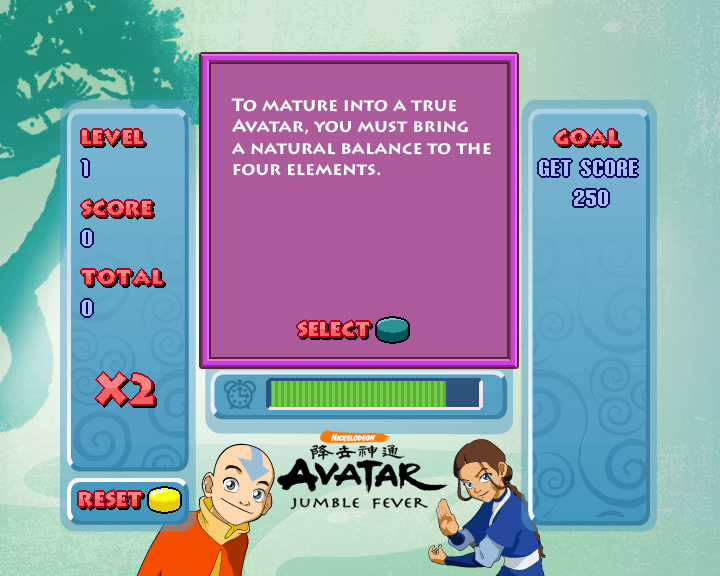 TO MATURE INTO A TRUE
AVATAR, YOU MUST BRING
A NATURAL BALANCE TO THE
FOUR ELEMENTS.
SELECT
LEVEL
1
SCORE
0
TOTAL
0
X2
RESET
GOAL
GET SCORE
250
NICKELODEON
降去神通
AVATAR
JUMBLE FEVER